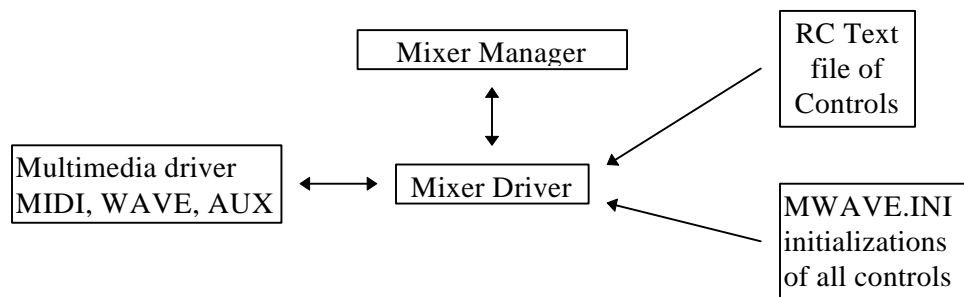 Mixer Manager
RC Text
file of
Controls
Multimedia driver
MIDI, WAVE, AUX
Mixer Driver
MWAVE.INI
initializations
of all controls